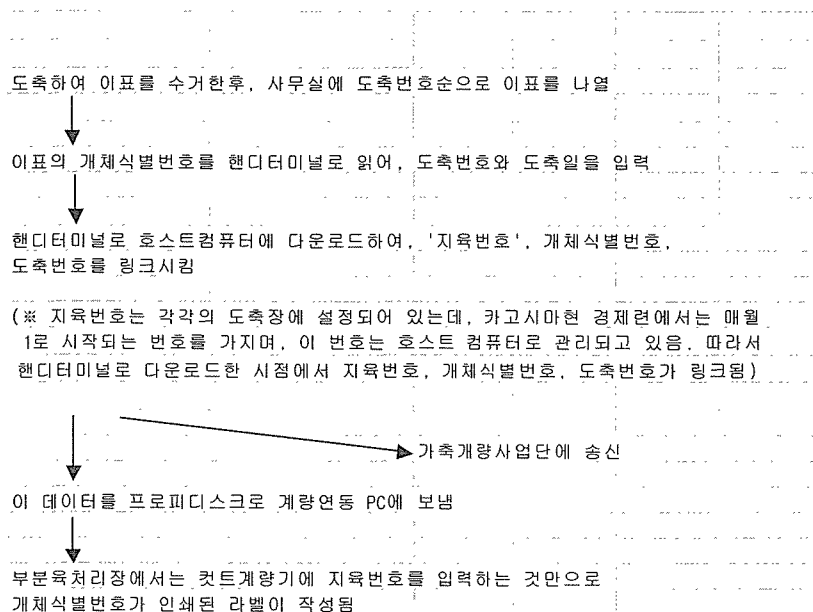 도축하여 이표를 수거한후, 사무실에 도축번호순으로 이표를 나열
이표의 개체식별번호를 핸디터미널로 읽어, 도축번호와 도축일을 입력
핸디터미널로 호스트컴퓨터에 다운로드하여, '지육번호', 개체식별번호,
도축번호를 링크시킴
(※ 지육번호는 각각의 도축장에 설정되어 있는데, 카고시마현 경제련에서는 매월
1로 시작되는 번호를 가지며, 이 번호는 호스트 컴퓨터로 관리되고 있음. 따라서
핸디터미널로 다운로드한 시점에서 지육번호, 개체식별번호, 도축번호가 링크됨)
가축개량사업단에 송신
이 데이터를 프로피디스크로 계량연동 PC에 보냄
부분육처리장에서는 컷트계량기에 지육번호를 입력하는 것만으로
개체식별번호가 인쇄된 라벨이 작성됨